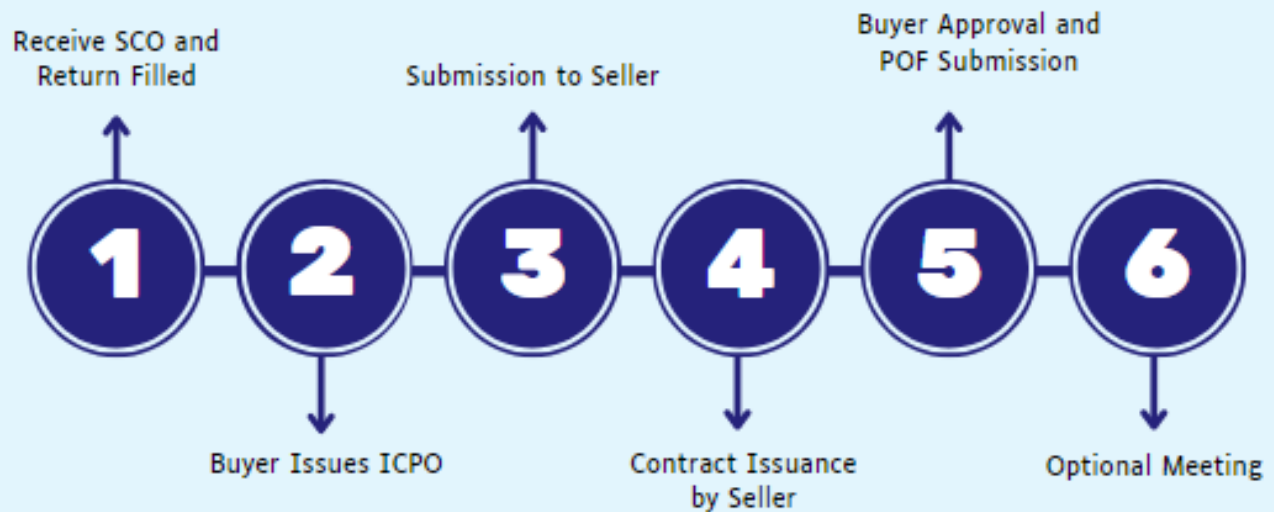 Receive SCO and
Return Filled
Submission to Seller
Buyer Approval and
POF Submission
1
2
3
4
5
6
Buyer Issues ICPO
Contract Issuance
by Seller
Optional Meeting